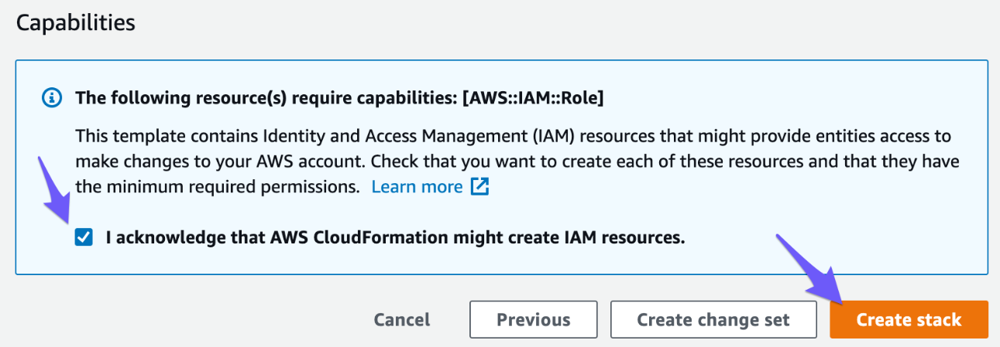 Capabilities
The following resource(s) require capabilities: [AWS::IAM::Role]
This template contains Identity and Access Management (IAM) resources that might provide entities access to
make changes to your AWS account. Check that you want to create each of these resources and that they have
the minimum required permissions. Learn more
I acknowledge that AWS CloudFormation might create IAM resources.
Cancel Previous Create change set Create stack